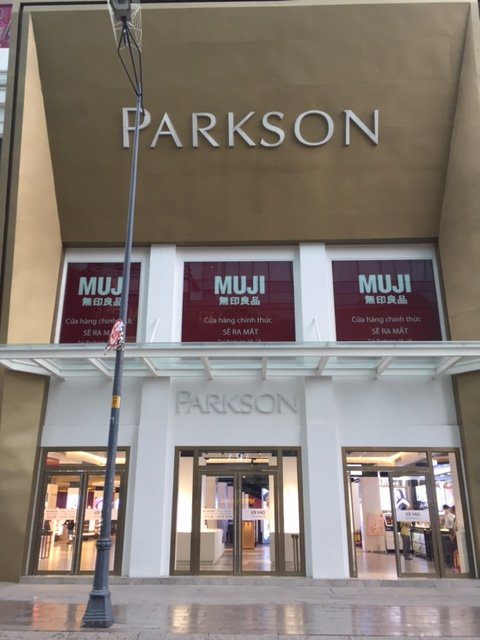 PARKSON
MUJI
無印良品
Cửa hàng chính thức
SẼ RA MẮT
MUJI
無印良品
Cửa hàng chính thức
SẼ RA MẮT
MUJI
無印良品
Cửa hàng chính thức
SẼ RA MẮT
PARKSON
LỐI VÀO